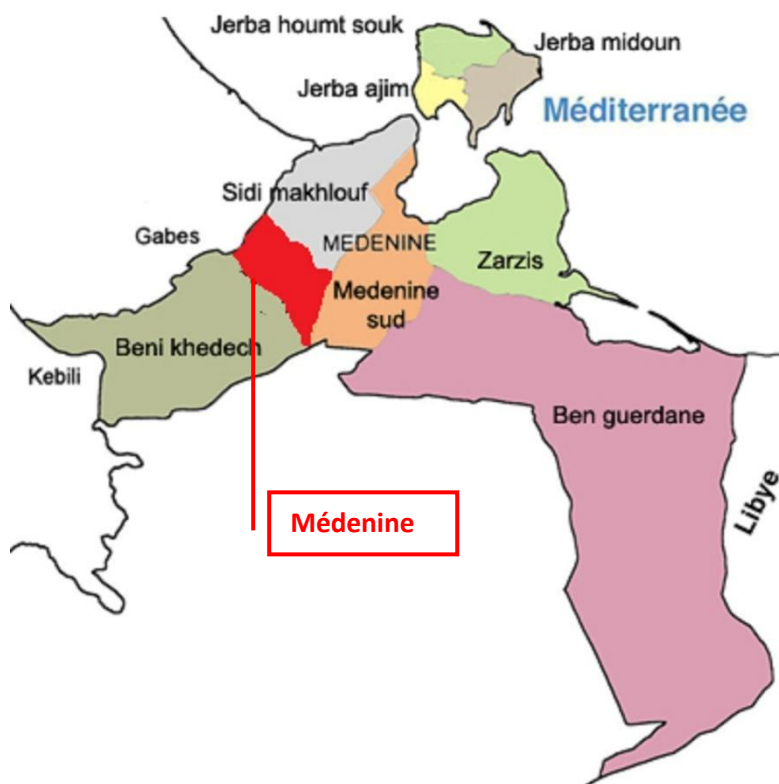 Jerba houmt souk
Jerba midoun
Jerba ajim
Méditerranée
Sidi makhlouf
Gabes
MEDENINE
Zarzis
Medenine
sud
Beni khedech
Kebili
Ben guerdane
Libye
Médenine